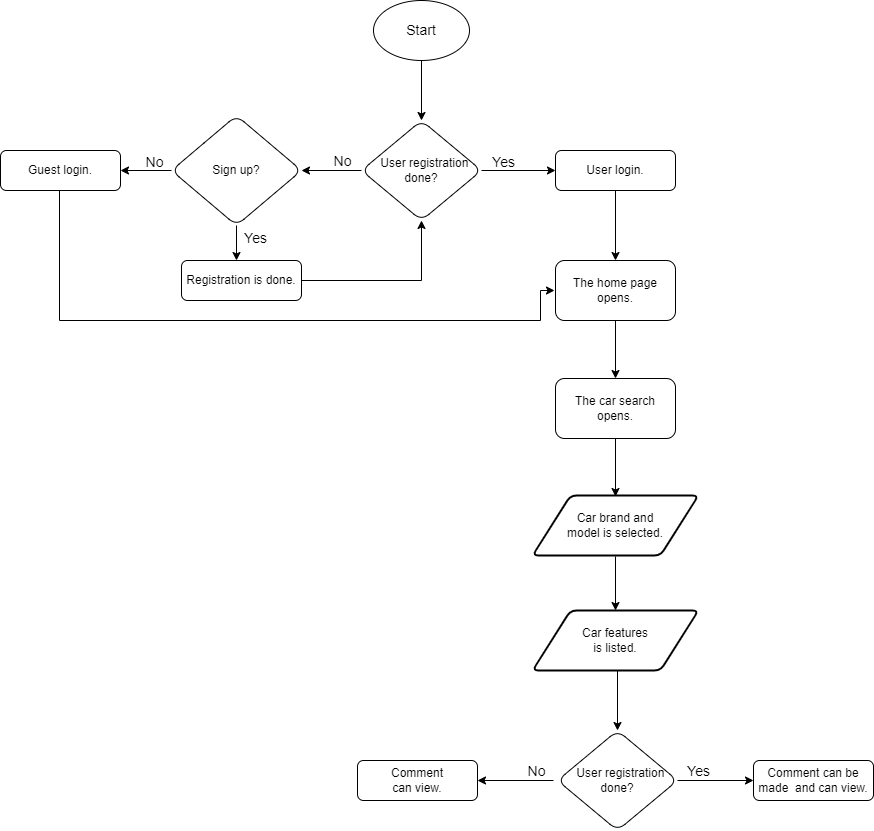 Start
User registration
done?
No
Yes
Sign up?
No
Guest login.
User login.
Yes
Registration is done.
The home page
opens.
The car search
opens.
Car brand and
model is selected.
Car features
is listed.
User registration
done?
No
Yes
Comment
can view.
Comment can be
made and can view.